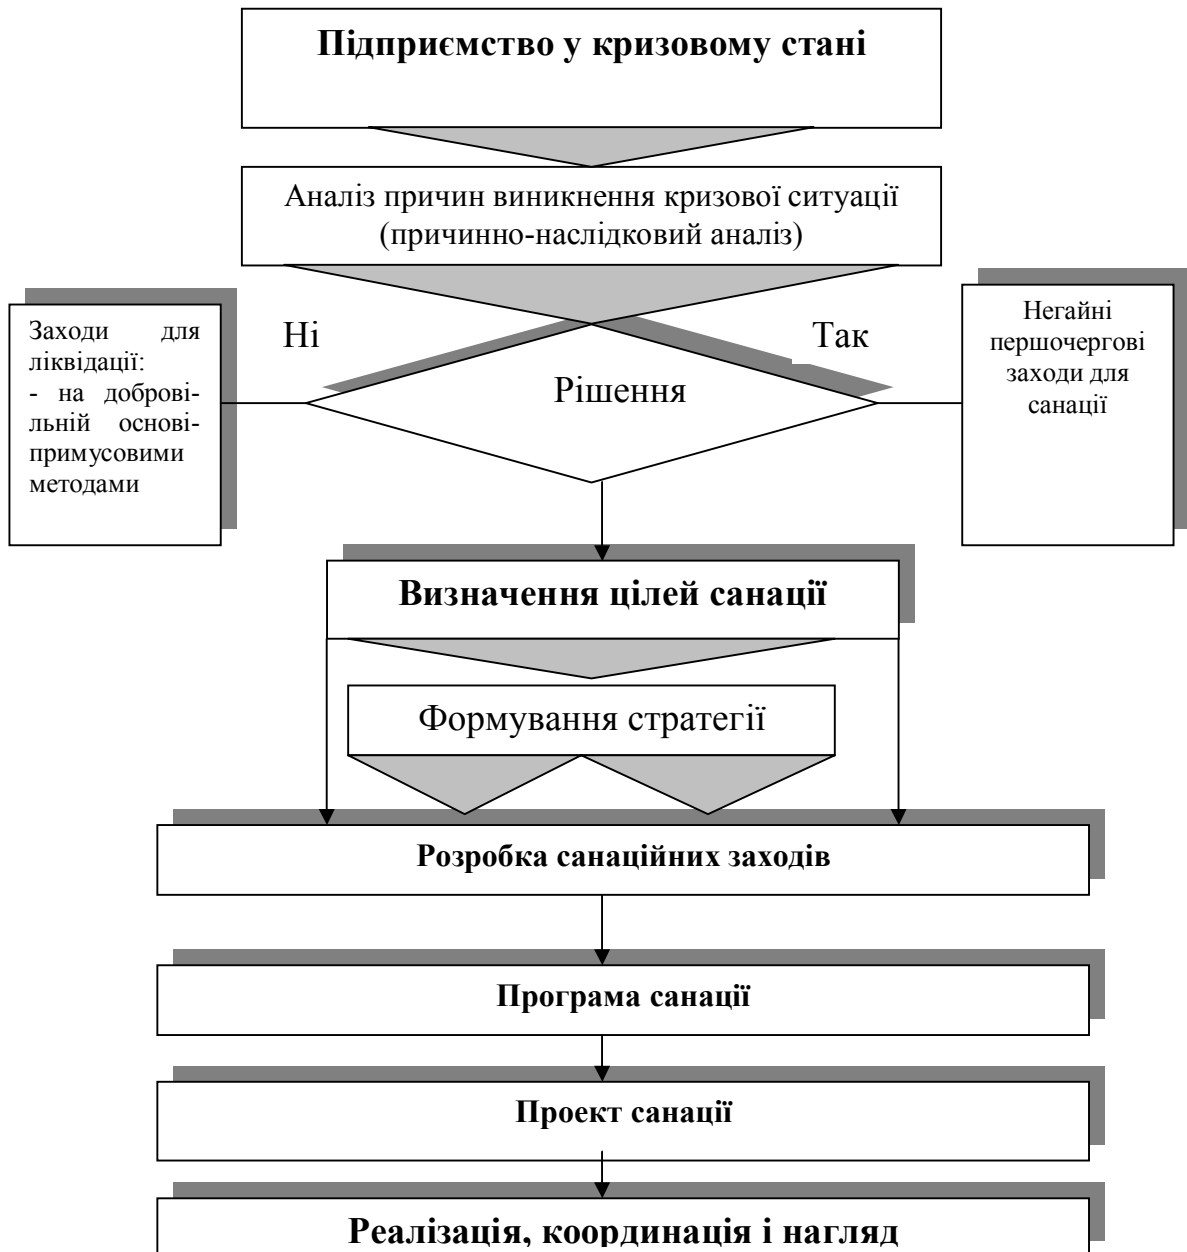 Підприємство у кризовому стані
Аналіз причин виникнення кризової ситуації
(причинно-наслідковий аналіз)
Заходи для
ліквідації:
- на доброві-
льній основі-
примусовими
методами
Ні
Рішення
Так
Негайні
першочергові
заходи для
санації
Визначення цілей санації
Формування стратегії
Розробка санаційних заходів
Програма санації
Проект санації
Реалізація, координація і нагляд